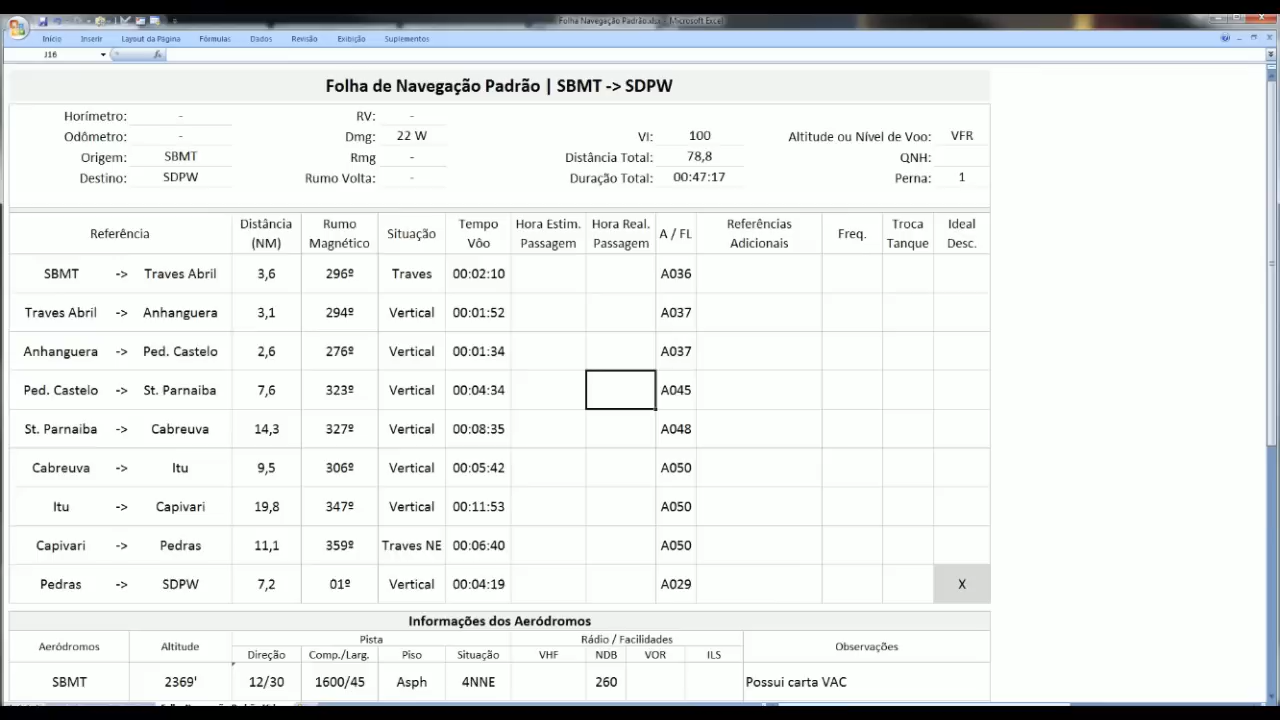 Folha Navegação Padrão.xlsx - Microsoft Excel
Início Inserir Layout da Página Fórmulas Dados Revisão Exibição Suplementos
J16 fx
Folha de Navegação Padrão | SBMT -> SDPW
Horímetro: - RV: -
Odômetro: - Dmg: 22 W VI: 100 Altitude ou Nível de Voo: VFR
Origem: SBMT Rmg - Distância Total: 78,8 QNH:
Destino: SDPW Rumo Volta: - Duração Total: 00:47:17 Perna: 1
Referência Distância (NM) Rumo Magnético Situação Tempo Vôo Hora Estim. Passagem Hora Real. Passagem A / FL Referências Adicionais Freq. Troca Tanque Ideal Desc.
SBMT -> Traves Abril 3,6 296º Traves 00:02:10 A036
Traves Abril -> Anhanguera 3,1 294º Vertical 00:01:52 A037
Anhanguera -> Ped. Castelo 2,6 276º Vertical 00:01:34 A037
Ped. Castelo -> St. Parnaiba 7,6 323º Vertical 00:04:34 A045
St. Parnaiba -> Cabreuva 14,3 327º Vertical 00:08:35 A048
Cabreuva -> Itu 9,5 306º Vertical 00:05:42 A050
Itu -> Capivari 19,8 347º Vertical 00:11:53 A050
Capivari -> Pedras 11,1 359º Traves NE 00:06:40 A050
Pedras -> SDPW 7,2 01º Vertical 00:04:19 A029 X
Informações dos Aeródromos
Aeródromos Altitude Pista Rádio / Facilidades Observações
Direção Comp./Larg. Piso Situação VHF NDB VOR ILS
SBMT 2369' 12/30 1600/45 Asph 4NNE 260 Possui carta VAC